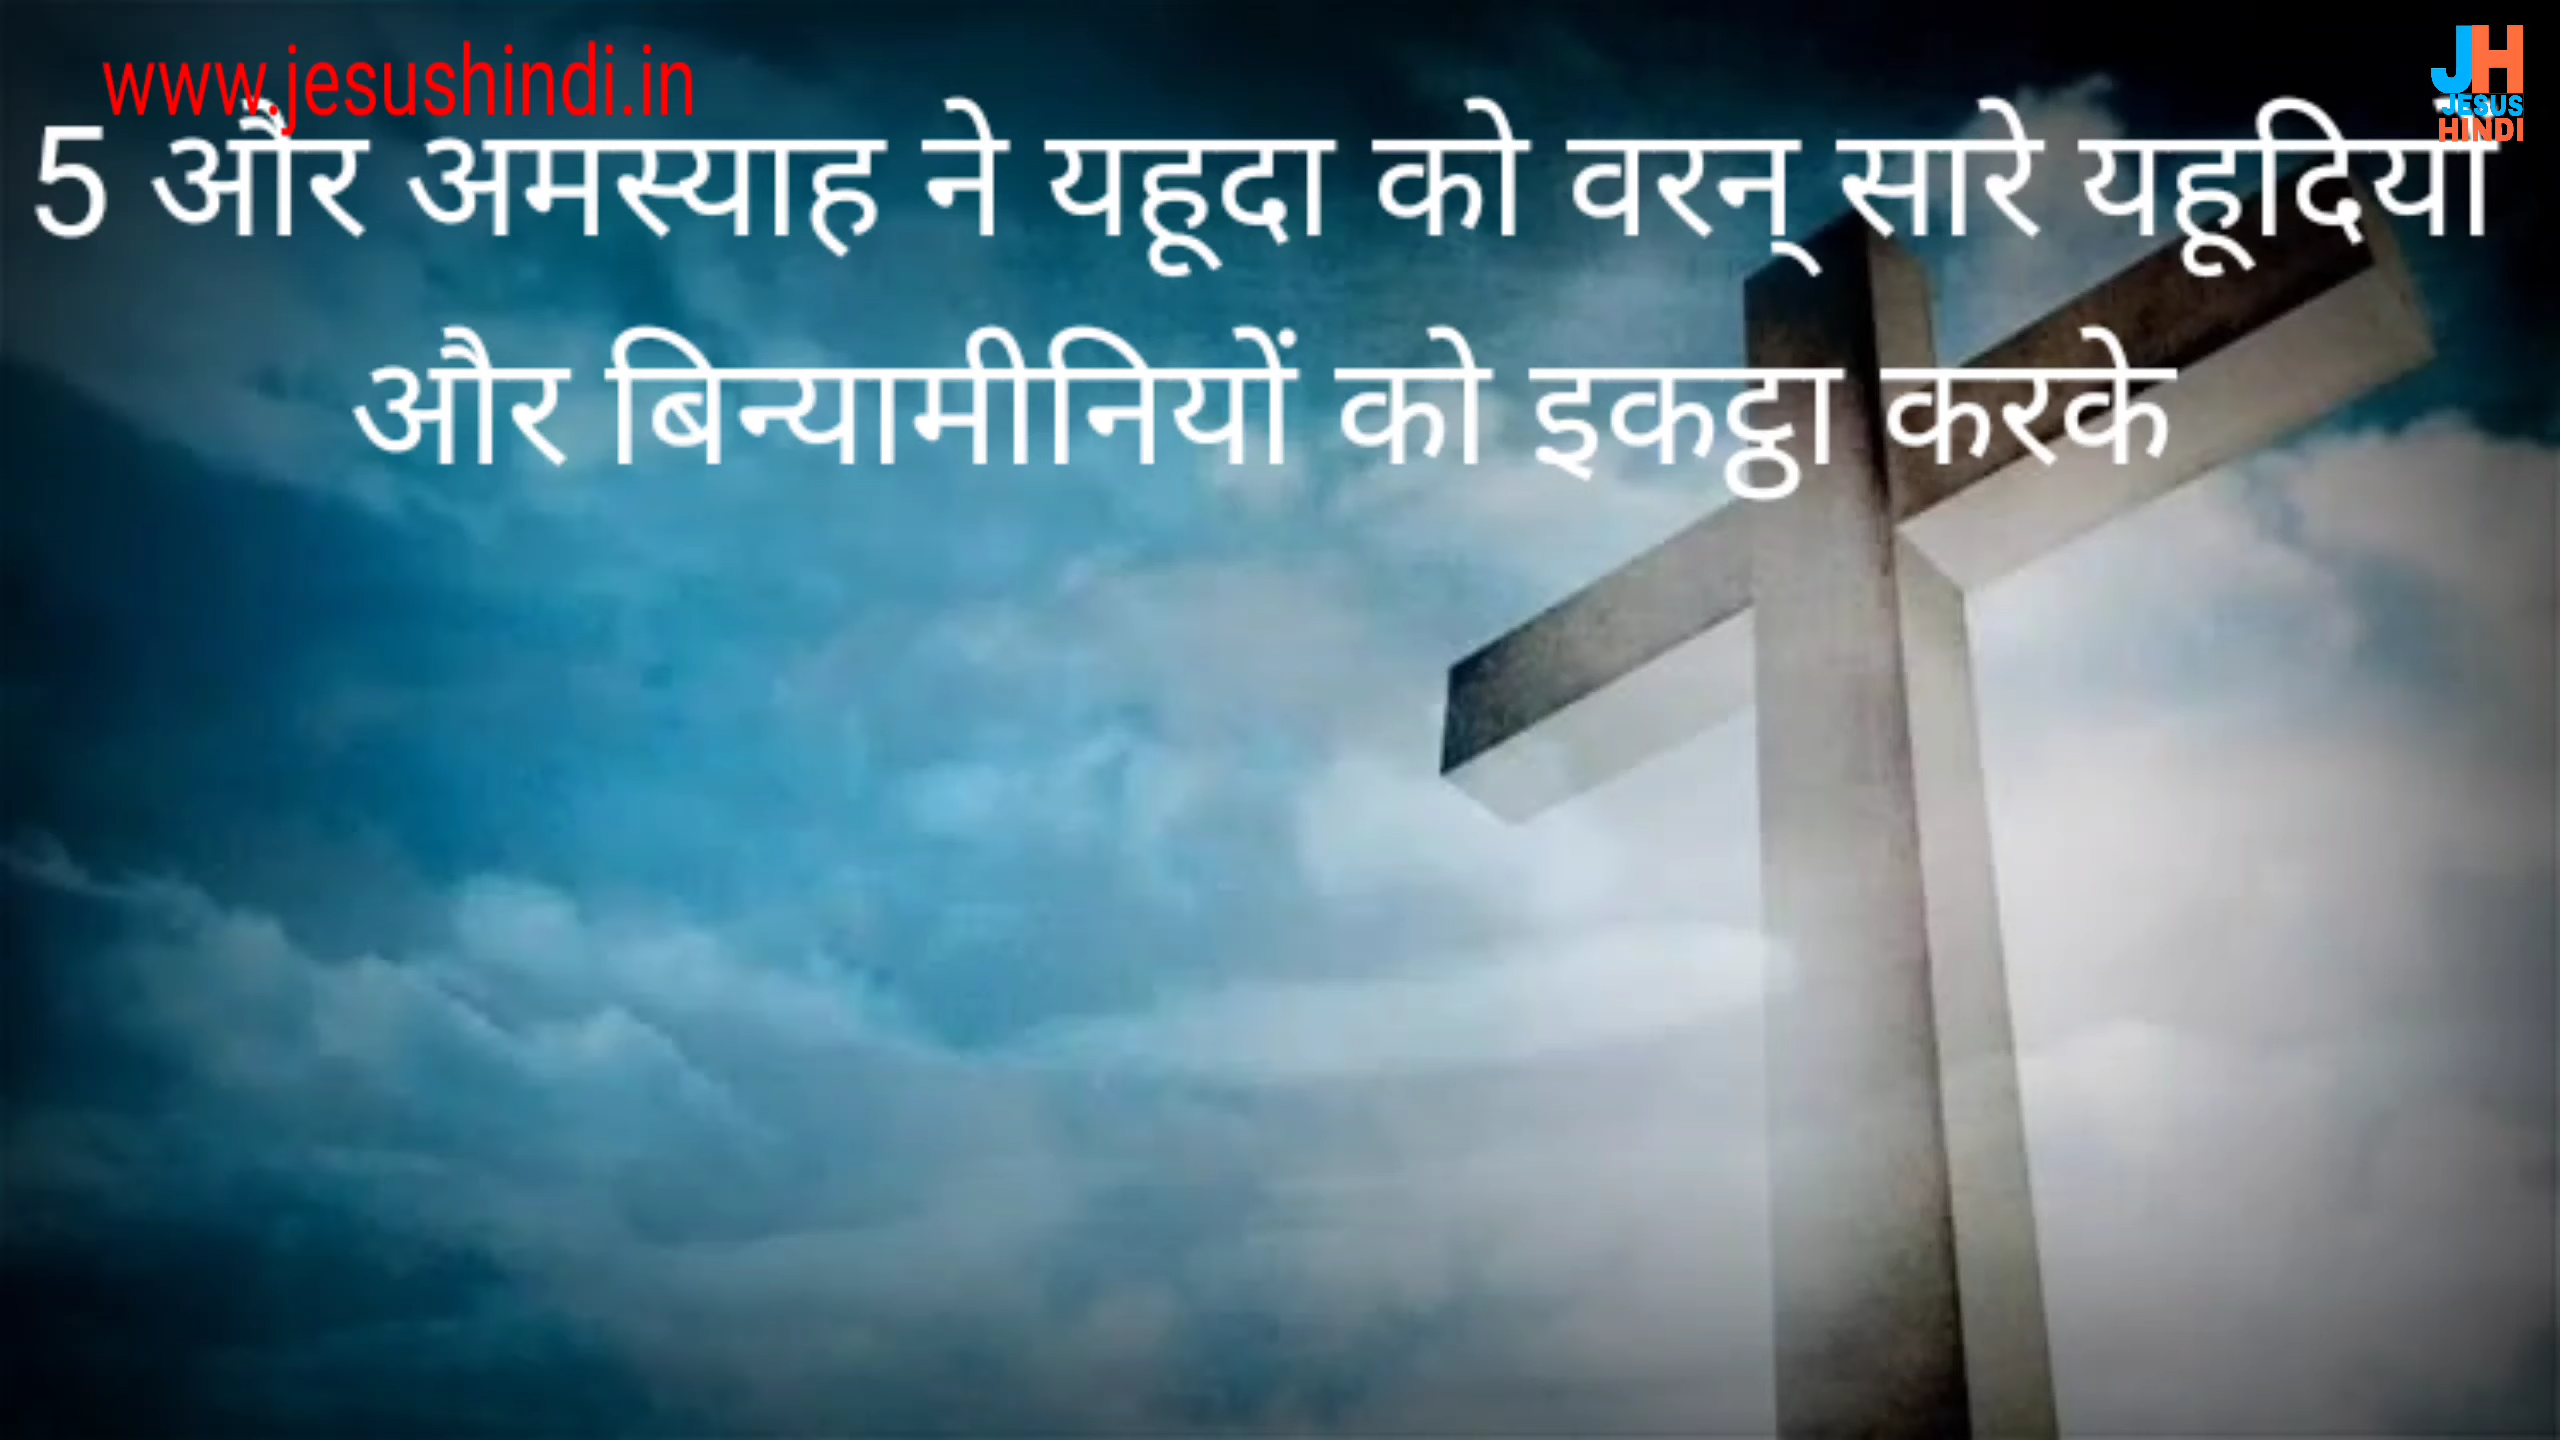 www.jesushindi.in
JH
JESUS
HINDI
5 और अमस्याह ने यहूदा को वरन् सारे यहूदियों
और बिन्यामीनियों को इकट्ठा करके